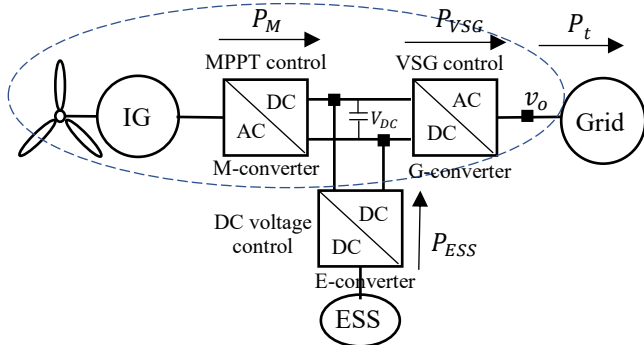 P_M
P_VSG
P_t
MPPT control
VSG control
IG
DC
AC
V_DC
AC
DC
v_o
Grid
M-converter
G-converter
DC voltage
control
DC
DC
P_ESS
E-converter
ESS